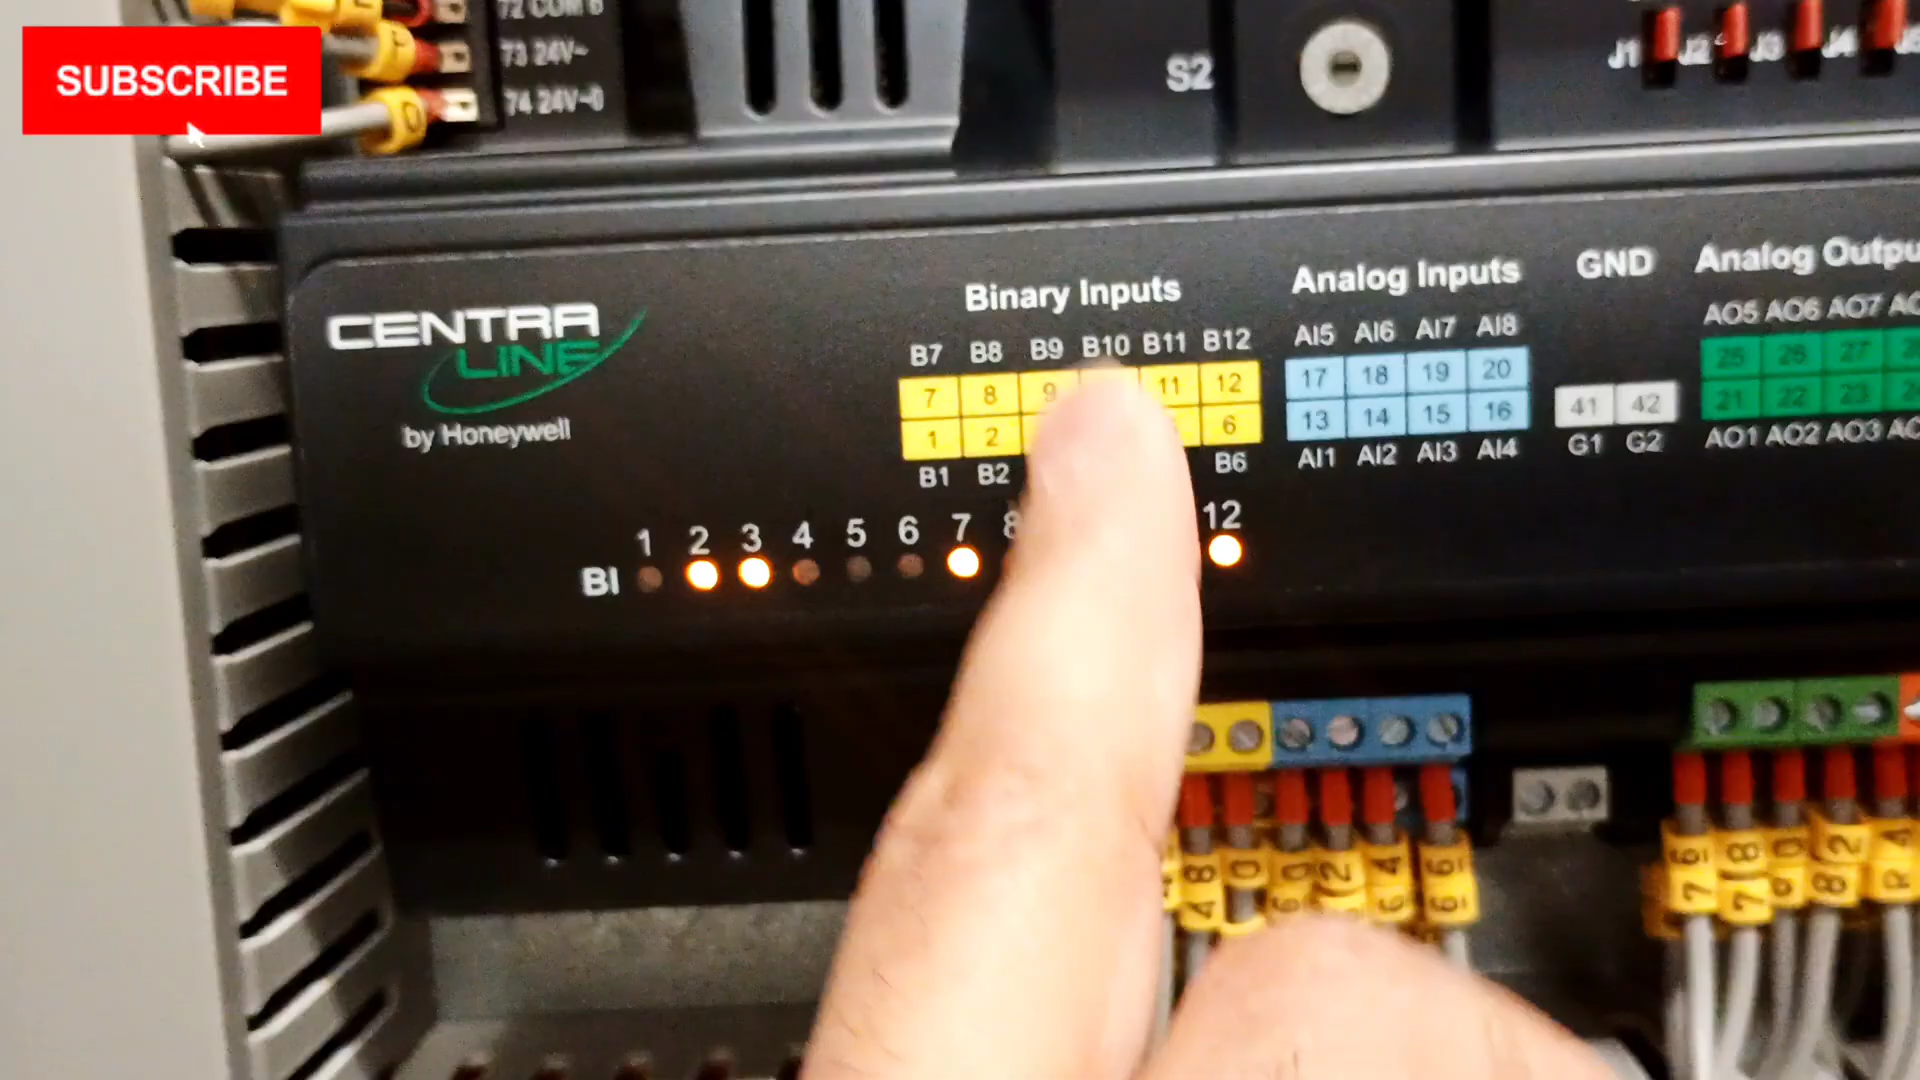 72 COM 6
73 24V~
74 24V~0
SUBSCRIBE
S2
J1 J2 J3 J4
CENTRA
LINE
by Honeywell
Binary Inputs
B7 B8 B9 B10 B11 B12
7 8 9 11 12
1 2 6
B1 B2 B6
Analog Inputs
AI5 AI6 AI7 AI8
17 18 19 20
13 14 15 16
AI1 AI2 AI3 AI4
GND
41 42
G1 G2
Analog Outpu
AO5 AO6 AO7
25 26 27
21 22 23
AO1 AO2 AO3
1 2 3 4 5 6 7 8 12
BI